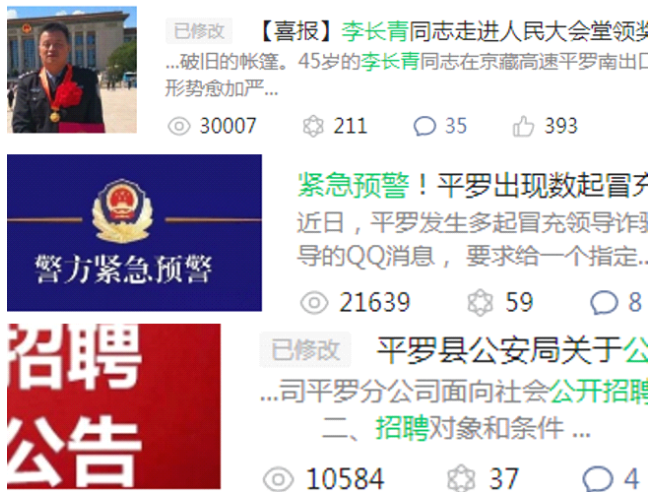 已修改 【喜报】李长青同志走进人民大会堂领奖
...破旧的帐篷。45岁的李长青同志在京藏高速平罗南出口
形势愈加严...
30007 211 35 393
警方紧急预警
紧急预警！平罗出现数起冒充
近日，平罗发生多起冒充领导诈骗
导的QQ消息，要求给一个指定...
21639 59 8
招聘
公告
已修改 平罗县公安局关于公
...司平罗分公司面向社会公开招聘
二、招聘对象和条件 ...
10584 37 4